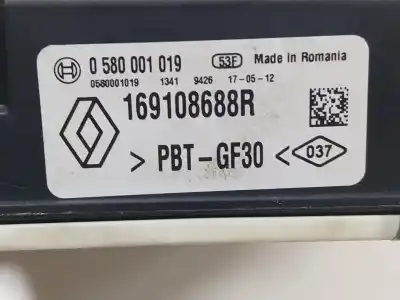 0 580 001 019 53F Made in Romania
0580001019 1341 9426 17-05-12
169108688R
> PBT-GF30 < 037